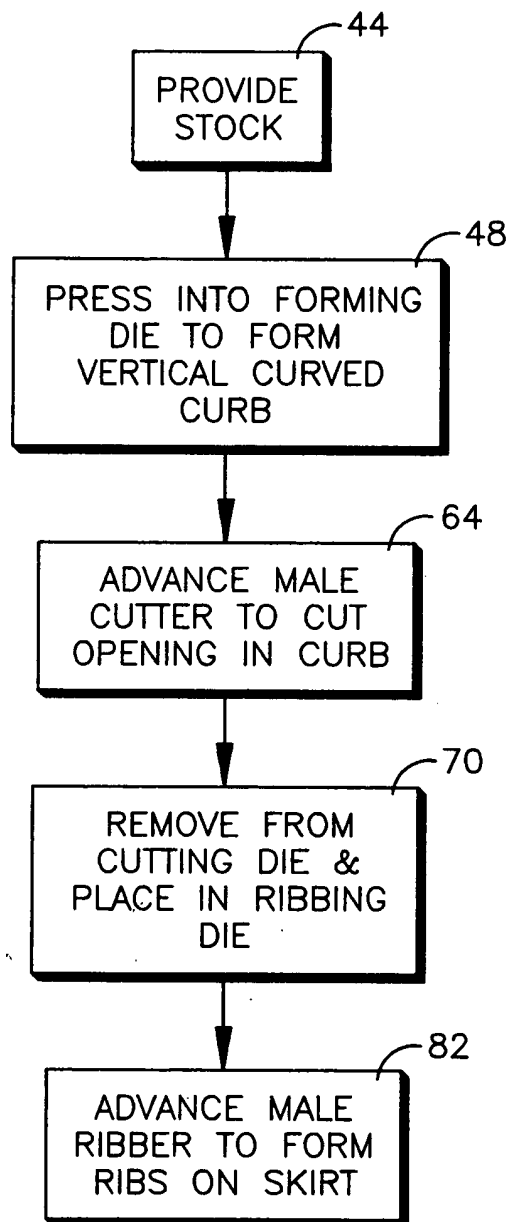 44
PROVIDE
STOCK
48
PRESS INTO FORMING
DIE TO FORM
VERTICAL CURVED
CURB
64
ADVANCE MALE
CUTTER TO CUT
OPENING IN CURB
70
REMOVE FROM
CUTTING DIE &
PLACE IN RIBBING
DIE
82
ADVANCE MALE
RIBBER TO FORM
RIBS ON SKIRT